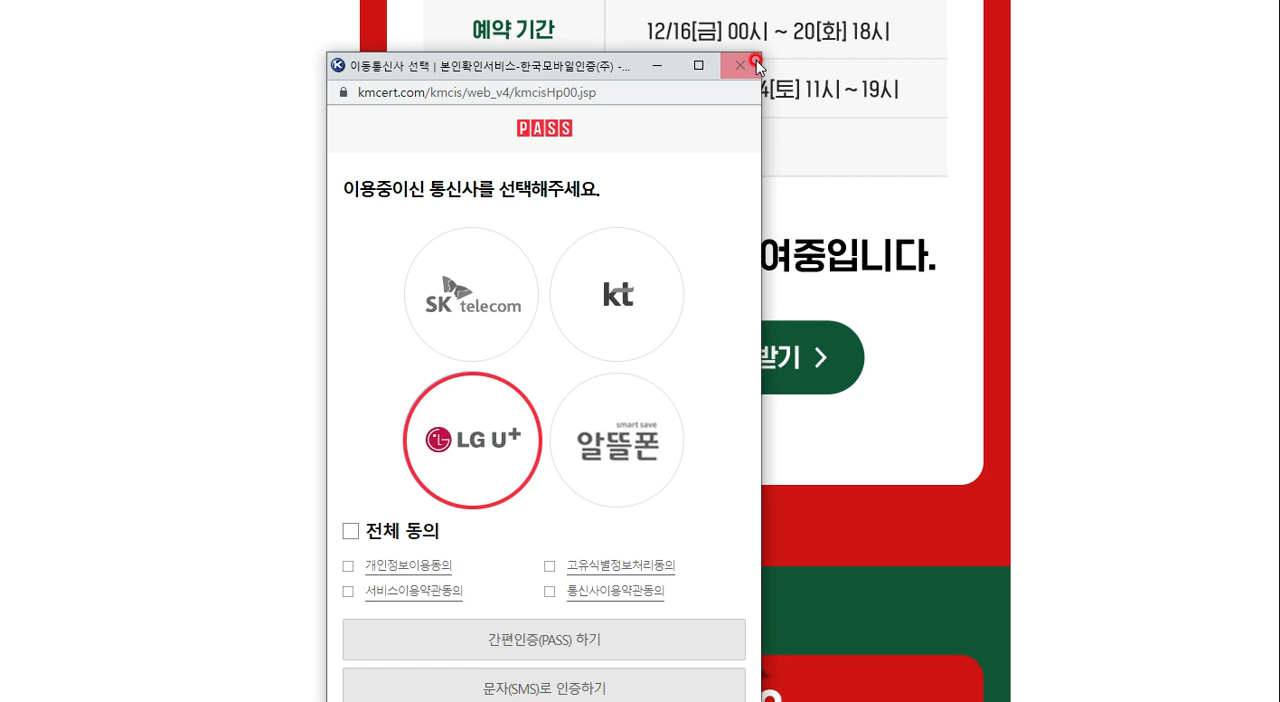 예약 기간
12/16[금] 00시 ~ 20[화] 18시
이동통신사 선택 | 본인확인서비스-한국모바일인증(주) -...
kmcert.com/kmcis/web_v4/kmcisHp00.jsp
4[토] 11시 ~ 19시
PASS
이용중이신 통신사를 선택해주세요.
여중입니다.
SK telecom
kt
받기
LG U+
smart save
알뜰폰
전체 동의
개인정보이용동의
고유식별정보처리동의
서비스이용약관동의
통신사이용약관동의
간편인증(PASS) 하기
문자(SMS)로 인증하기